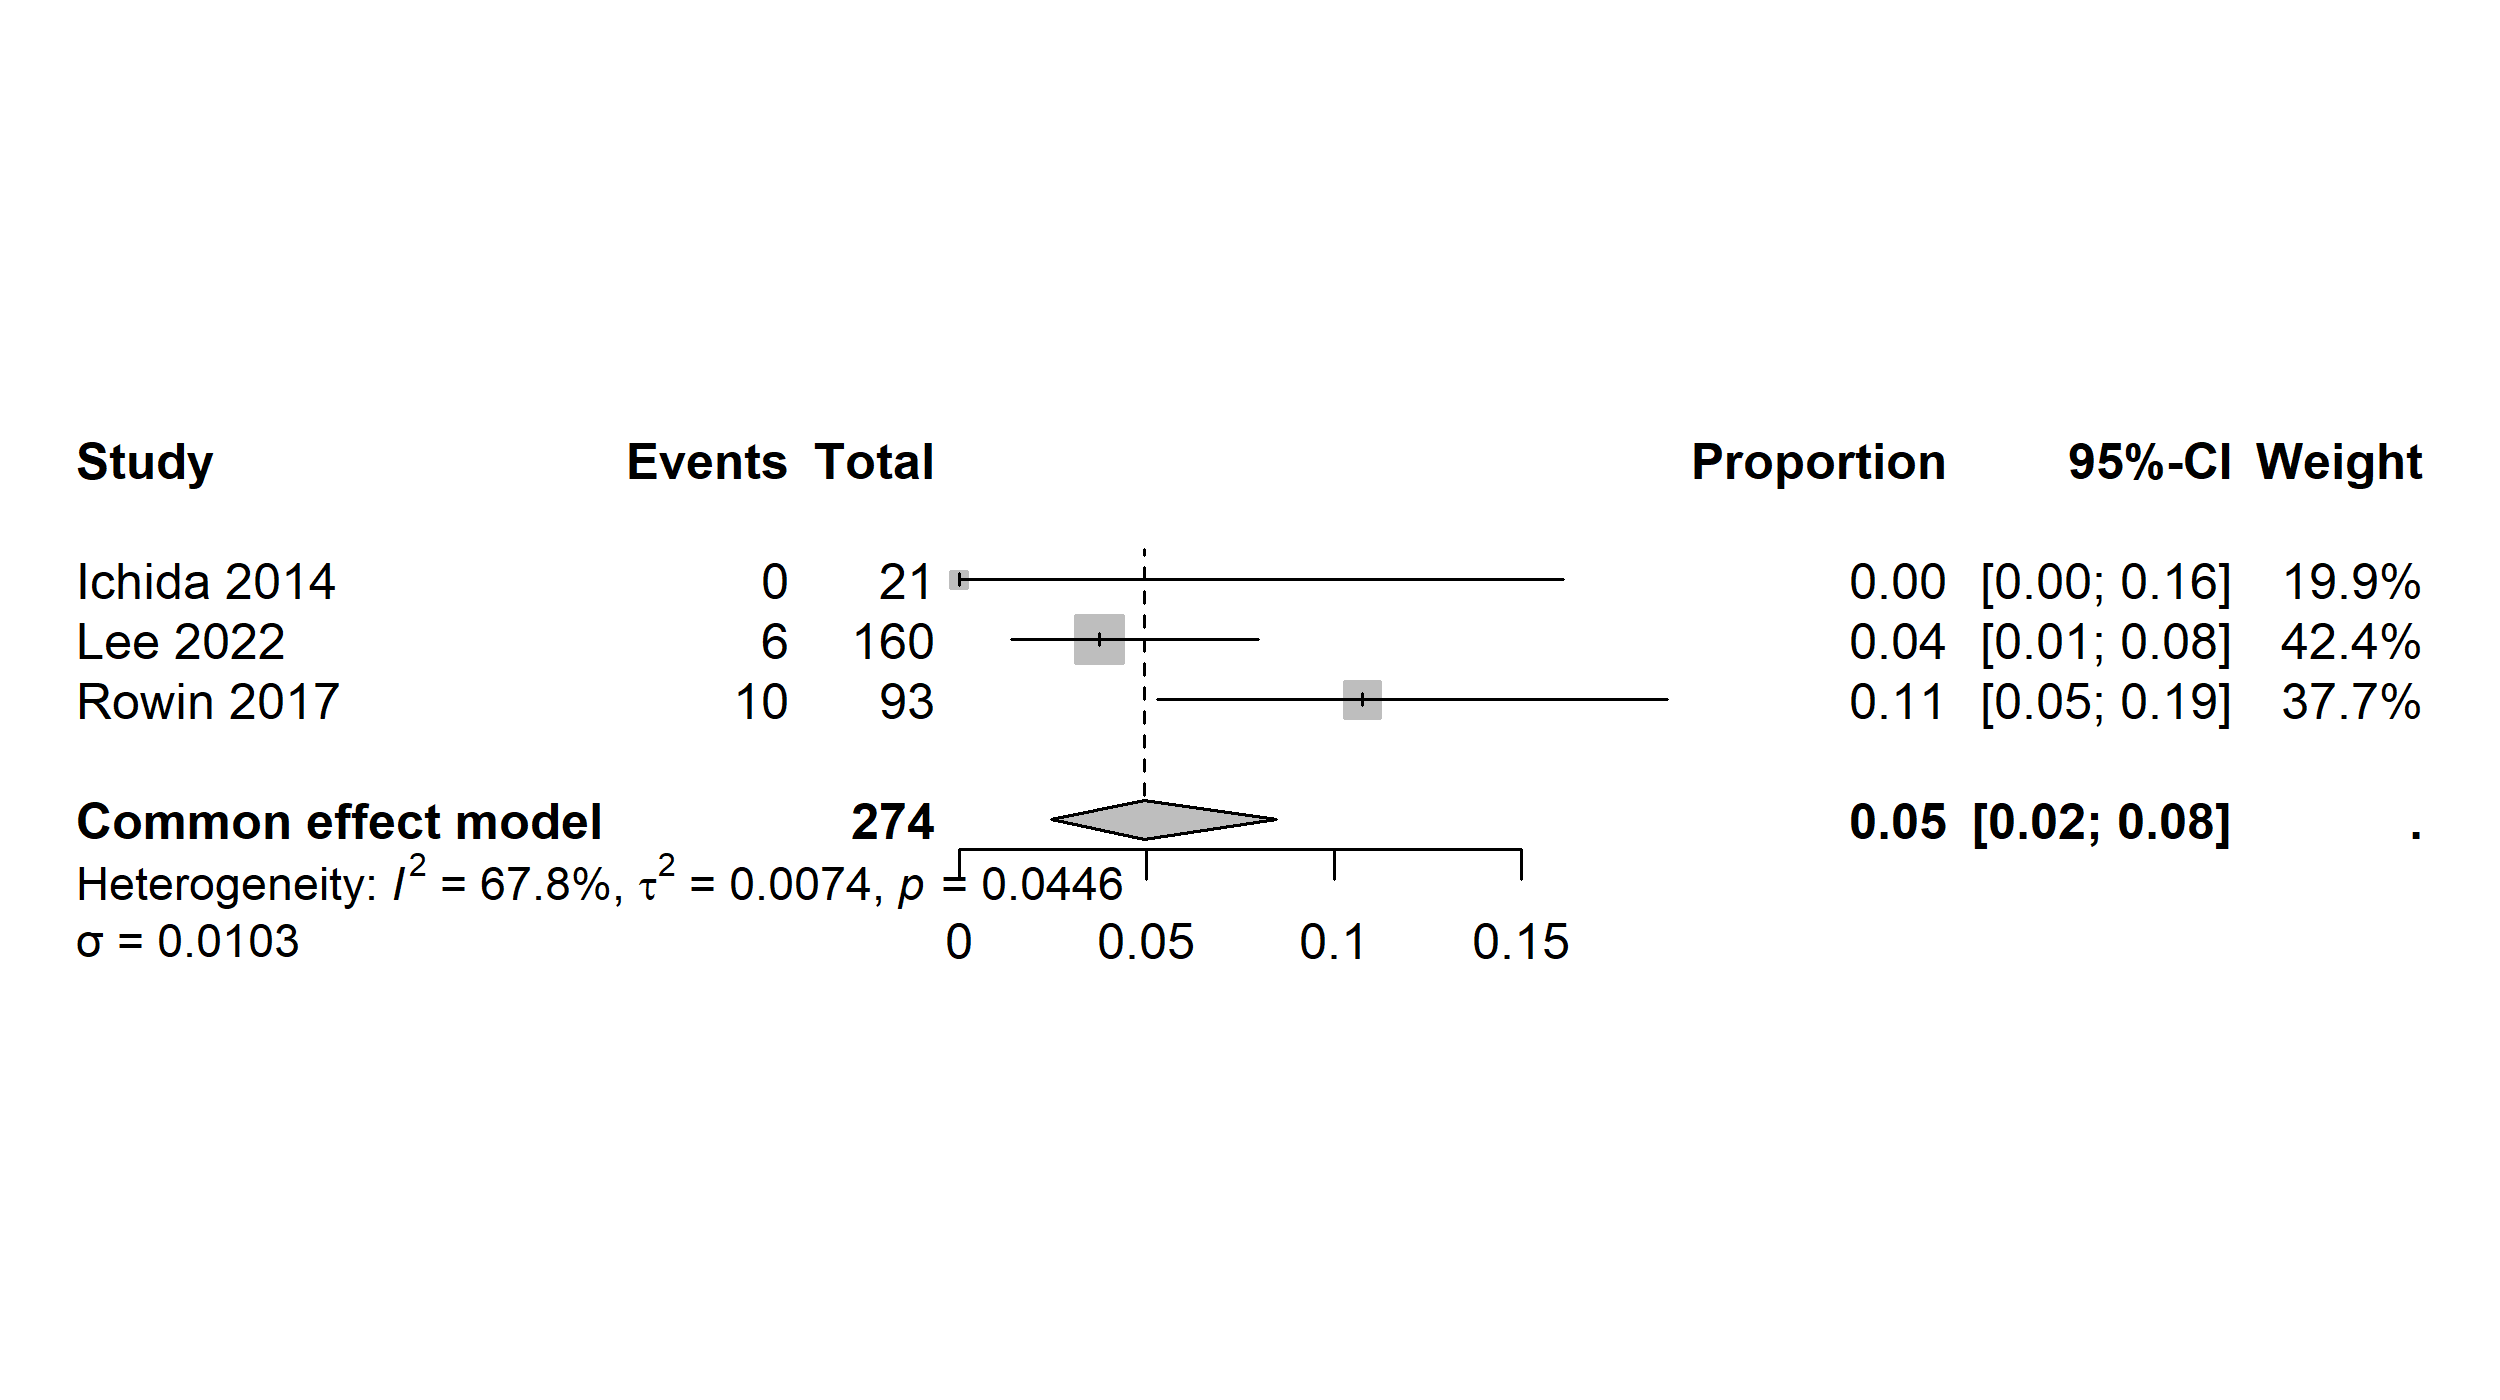 Study Events Total Proportion 95%-CI Weight
Ichida 2014 0 21 0.00 [0.00; 0.16] 19.9%
Lee 2022 6 160 0.04 [0.01; 0.08] 42.4%
Rowin 2017 10 93 0.11 [0.05; 0.19] 37.7%
Common effect model 274 0.05 [0.02; 0.08] .
Heterogeneity: I² = 67.8%, τ² = 0.0074, p = 0.0446
σ = 0.0103 0 0.05 0.1 0.15